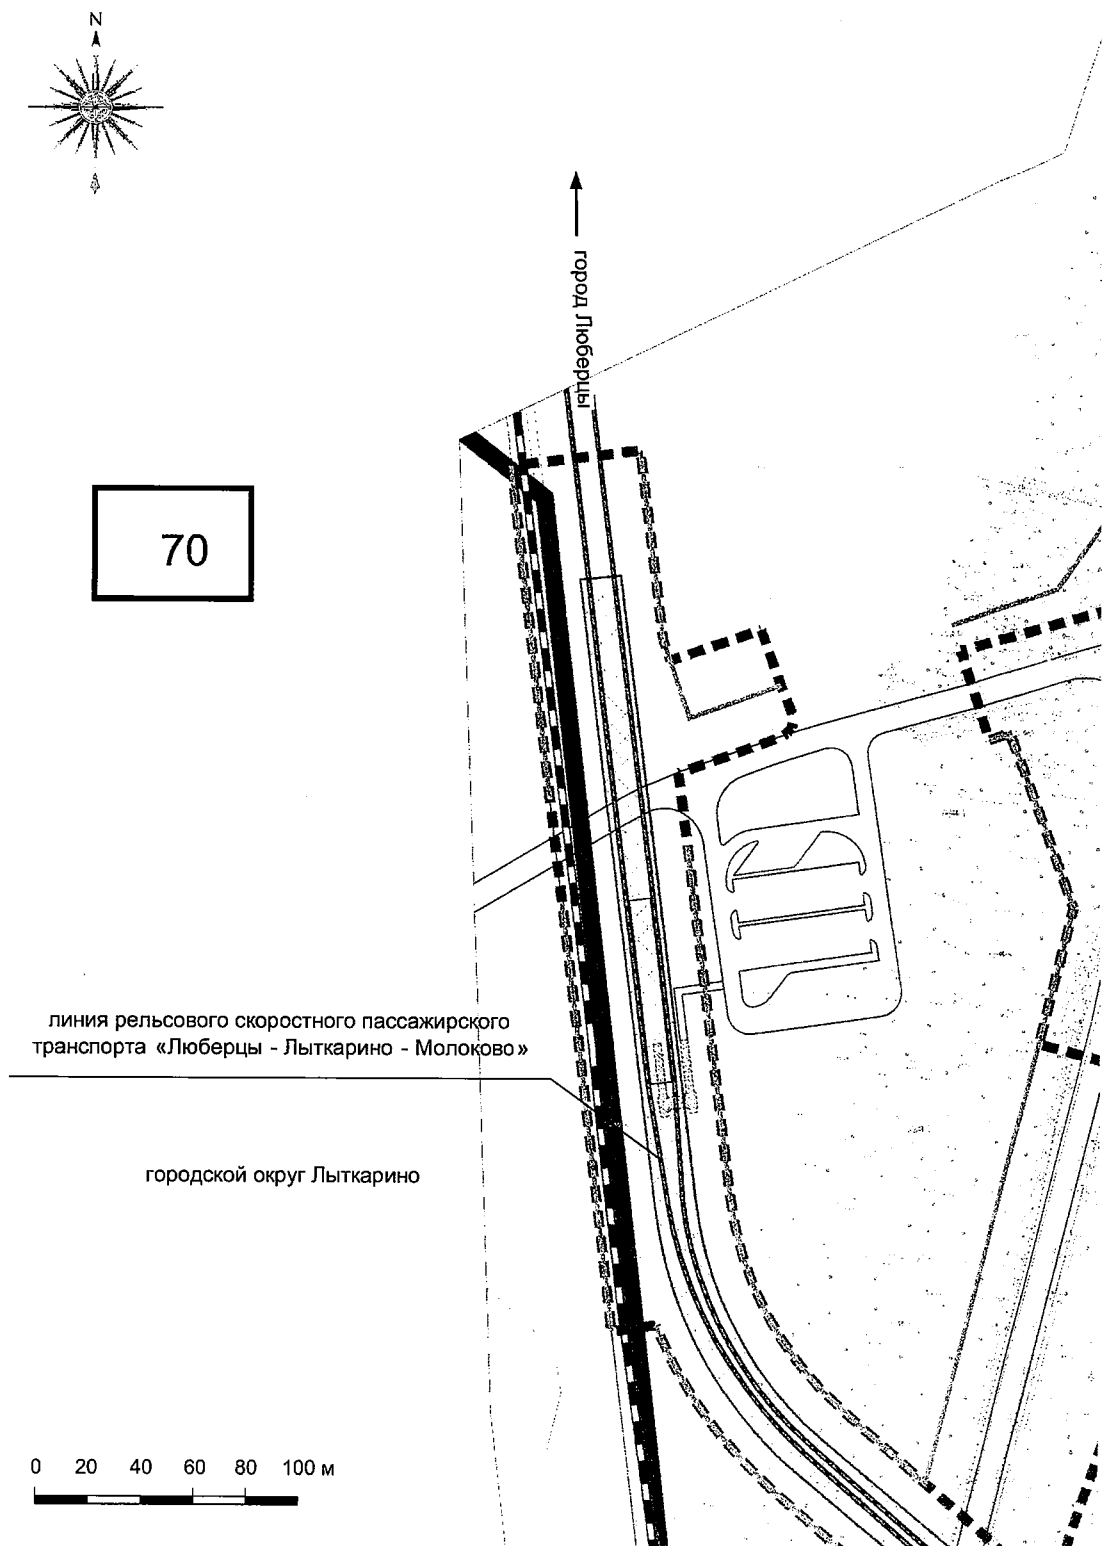 N
город Люберцы
70
линия рельсового скоростного пассажирского
транспорта «Люберцы - Лыткарино - Молоково»
городской округ Лыткарино
0 20 40 60 80 100 м